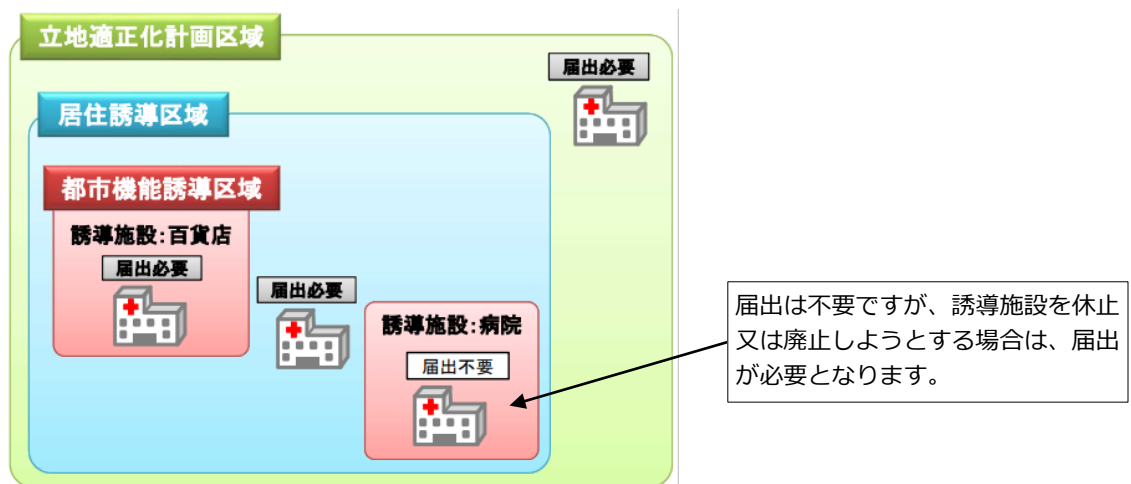 立地適正化計画区域
届出必要
居住誘導区域
都市機能誘導区域
誘導施設:百貨店
届出必要
届出必要
誘導施設:病院
届出不要
届出は不要ですが、誘導施設を休止
又は廃止しようとする場合は、届出
が必要となります。